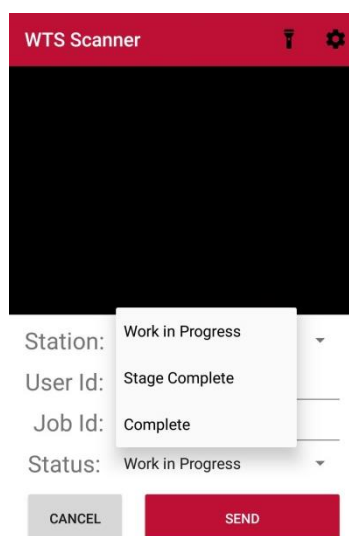 WTS Scanner
Station:
Work in Progress
User Id:
Stage Complete
Job Id:
Complete
Status:
Work in Progress
CANCEL
SEND